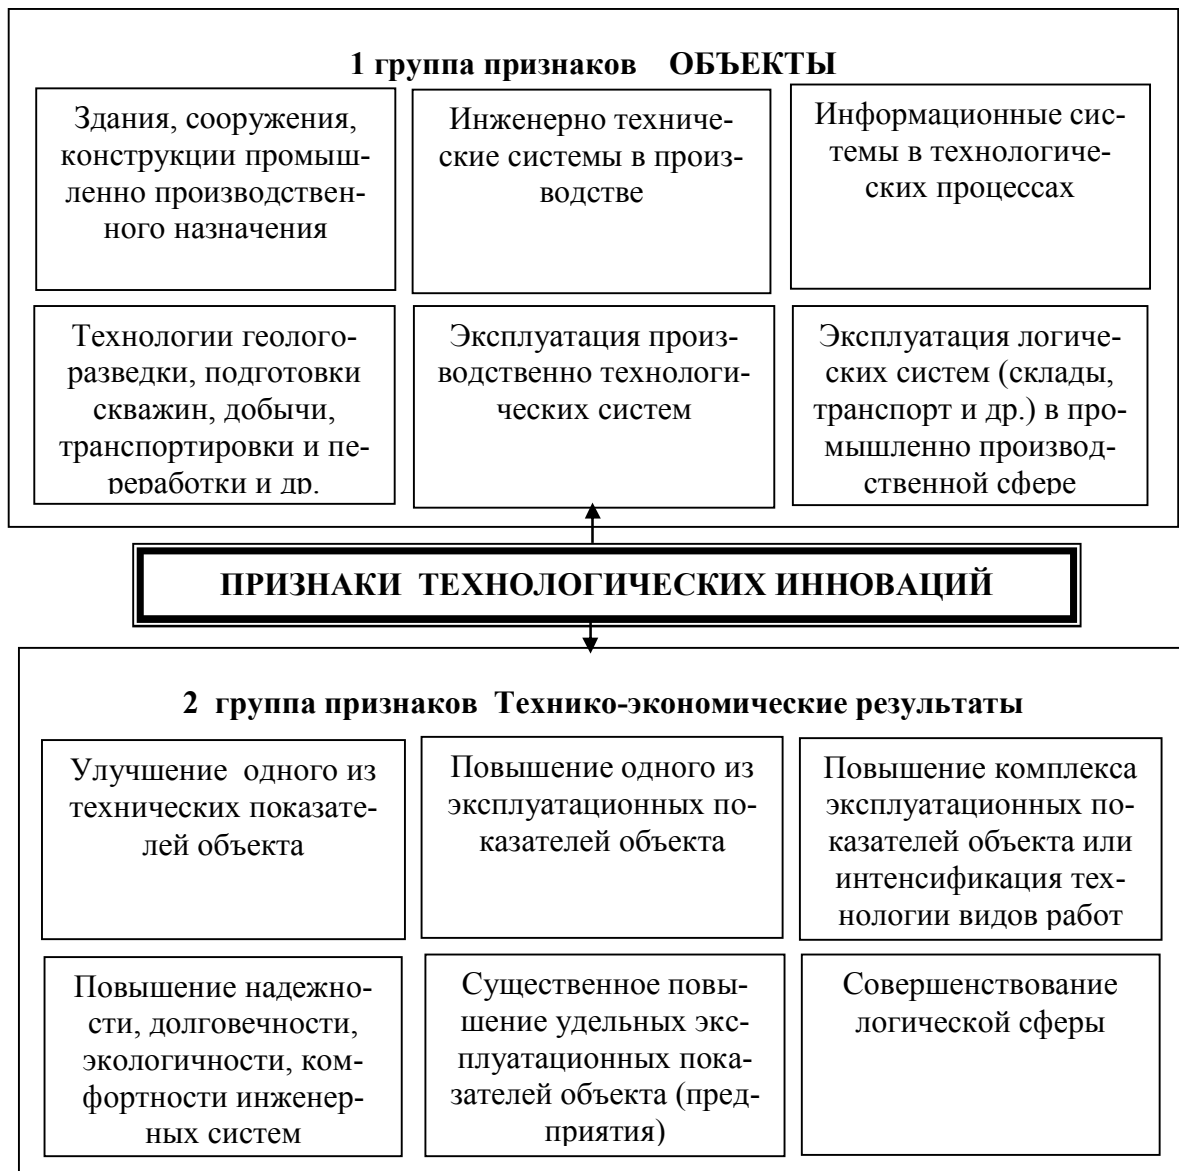 1 группа признаков ОБЪЕКТЫ
Здания, сооружения,
конструкции промыш-
ленно производствен-
ного назначения
Инженерно техниче-
ские системы в произ-
водстве
Информационные сис-
темы в технологиче-
ских процессах
Технологии геолого-
разведки, подготовки
скважин, добычи,
транспортировки и пе-
реработки и др.
Эксплуатация произ-
водственно технологи-
ческих систем
Эксплуатация логиче-
ских систем (склады,
транспорт и др.) в про-
мышленно производ-
ственной сфере
ПРИЗНАКИ ТЕХНОЛОГИЧЕСКИХ ИННОВАЦИЙ
2 группа признаков Технико-экономические результаты
Улучшение одного из
технических показате-
лей объекта
Повышение одного из
эксплуатационных по-
казателей объекта
Повышение комплекса
эксплуатационных по-
казателей объекта или
интенсификация тех-
нологии видов работ
Повышение надежно-
сти, долговечности,
экологичности, ком-
фортности инженер-
ных систем
Существенное повы-
шение удельных экс-
плуатационных пока-
зателей объекта (пред-
приятия)
Совершенствование
логической сферы